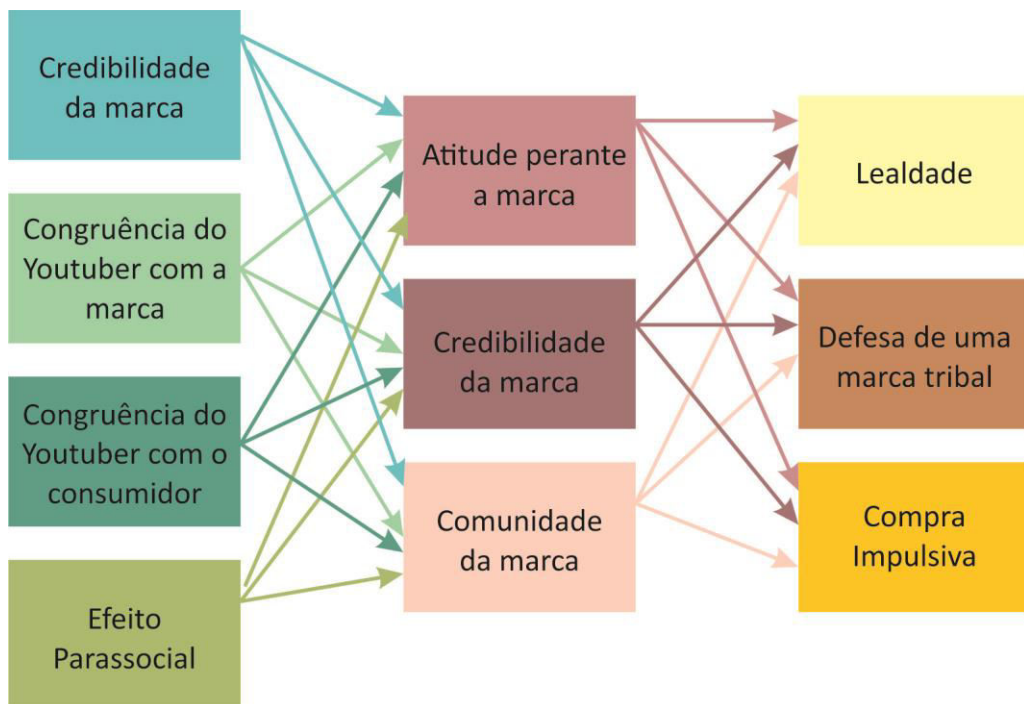 Credibilidade
da marca
Congruência do
Youtuber com a
marca
Congruência do
Youtuber com o
consumidor
Efeito
Parassocial
Atitude perante
a marca
Credibilidade
da marca
Comunidade
da marca
Lealdade
Defesa de uma
marca tribal
Compra
Impulsiva